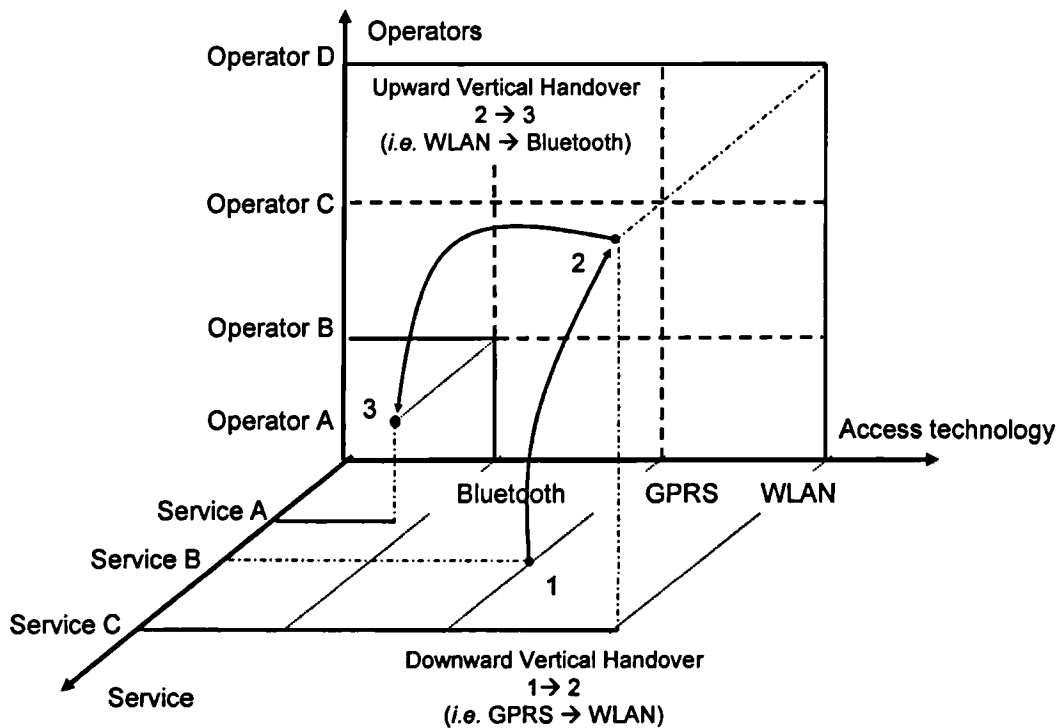 Operators
Operator D
Upward Vertical Handover
2 → 3
(i.e. WLAN → Bluetooth)
Operator C
2
Operator B
3
Operator A
Access technology
Bluetooth
GPRS
WLAN
Service A
Service B
1
Service C
Downward Vertical Handover
1→ 2
(i.e. GPRS → WLAN)
Service